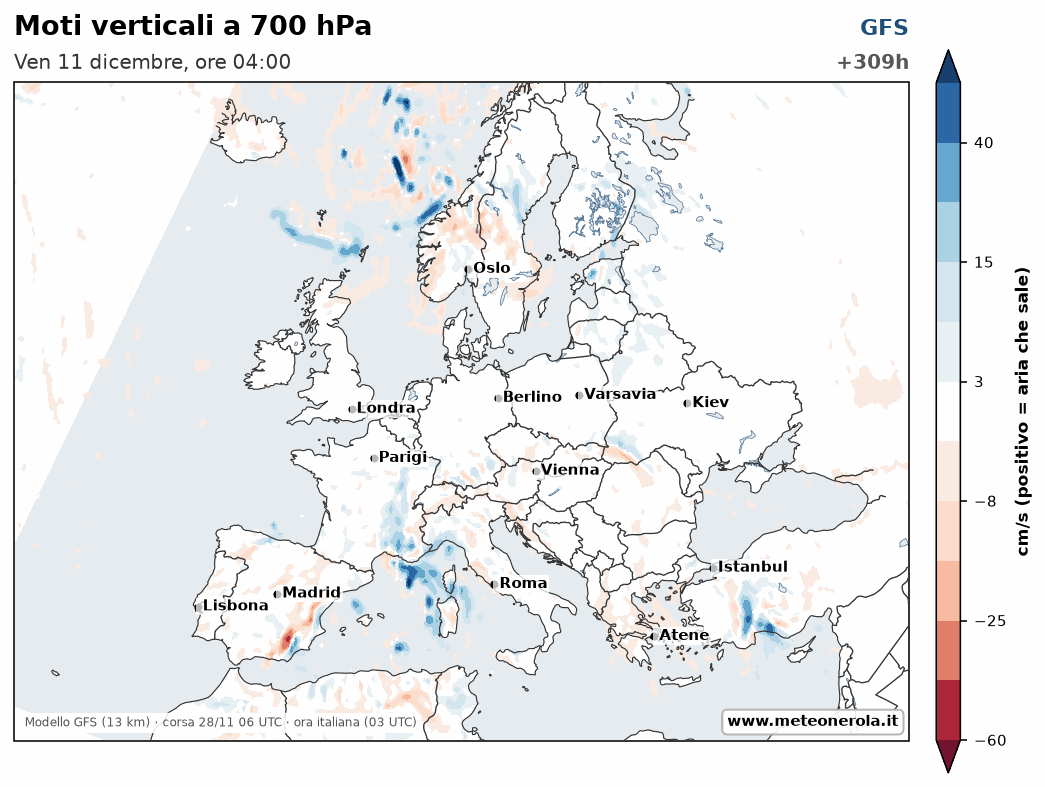 Moti verticali a 700 hPa
GFS
Ven 11 dicembre, ore 04:00
+309h
40
15
3
−8
−25
−60
cm/s (positivo = aria che sale)
Oslo
Berlino
Varsavia
Kiev
Londra
Parigi
Vienna
Istanbul
Roma
Madrid
Lisbona
Atene
Modello GFS (13 km) · corsa 28/11 06 UTC · ora italiana (03 UTC)
www.meteonerola.it